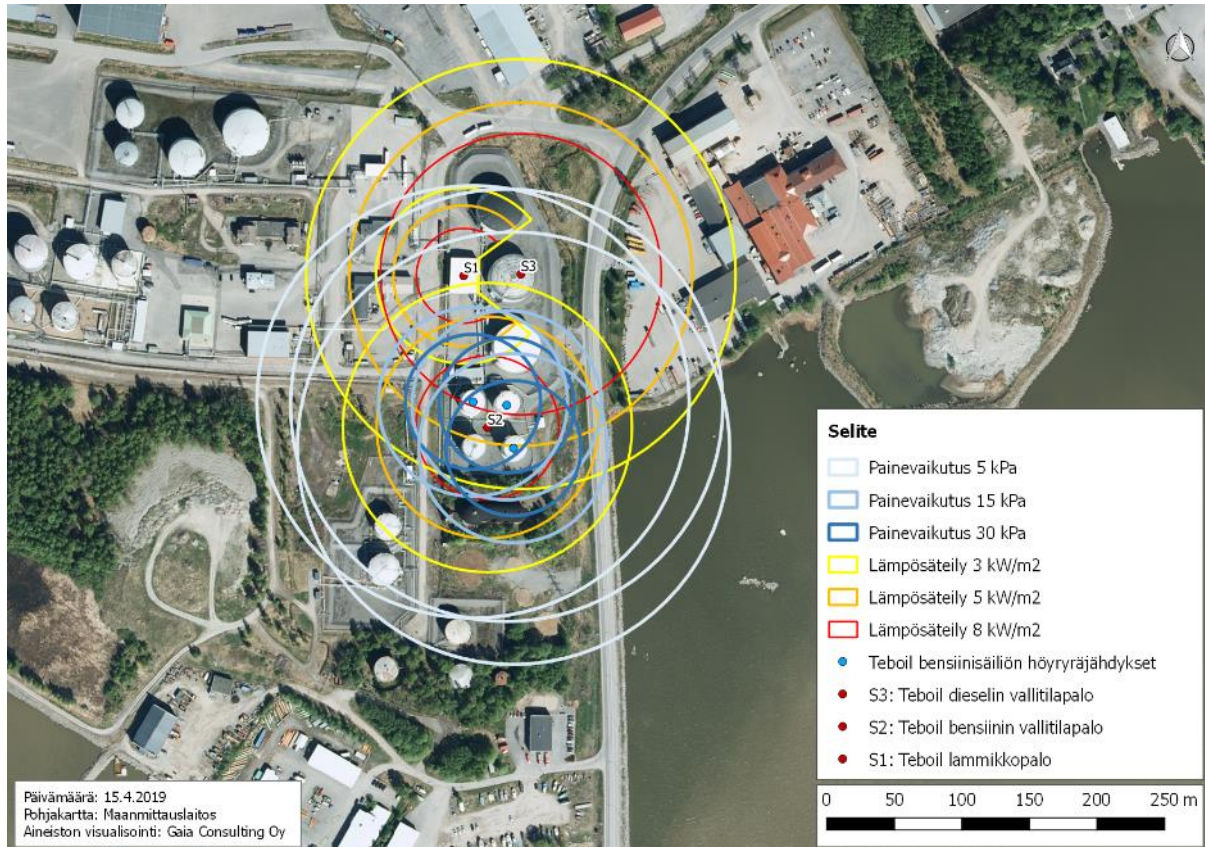 S1
S3
S2
Selite
Painevaikutus 5 kPa
Painevaikutus 15 kPa
Painevaikutus 30 kPa
Lämpösäteily 3 kW/m2
Lämpösäteily 5 kW/m2
Lämpösäteily 8 kW/m2
Teboil bensiinisäiliön höyryräjähdykset
S3: Teboil dieselin vallitilapalo
S2: Teboil bensiinin vallitilapalo
S1: Teboil lammikkopalo
0 50 100 150 200 250 m
Päivämäärä: 15.4.2019
Pohjakartta: Maanmittauslaitos
Aineiston visualisointi: Gaia Consulting Oy